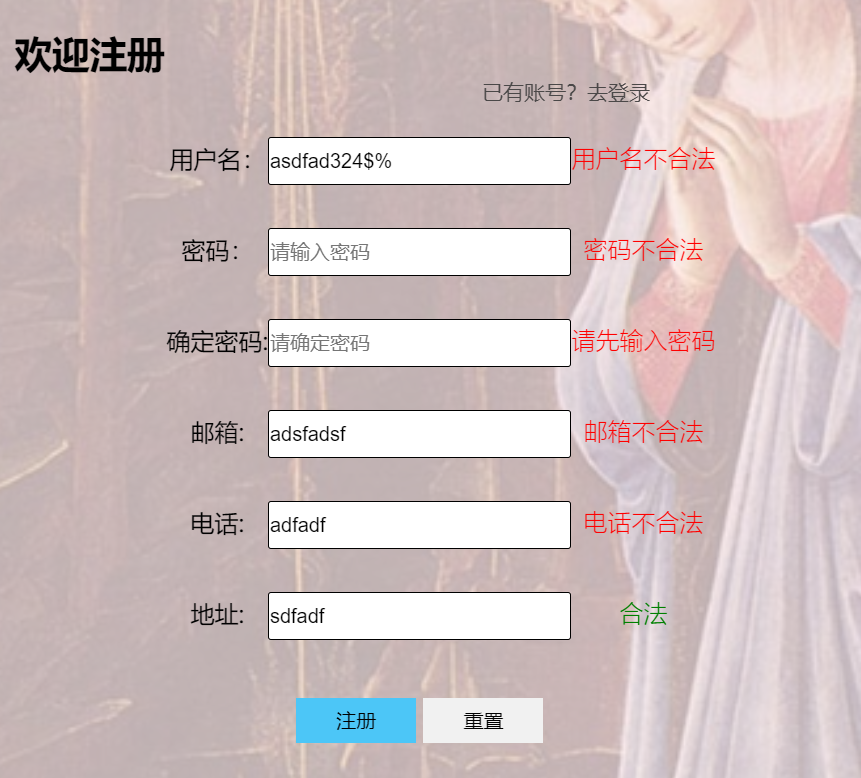 欢迎注册
已有账号？去登录
用户名： asdfad324$% 用户名不合法
密码： 请输入密码 密码不合法
确定密码: 请确定密码 请先输入密码
邮箱: adsfadsf 邮箱不合法
电话: adfadf 电话不合法
地址: sdfadf 合法
注册 重置